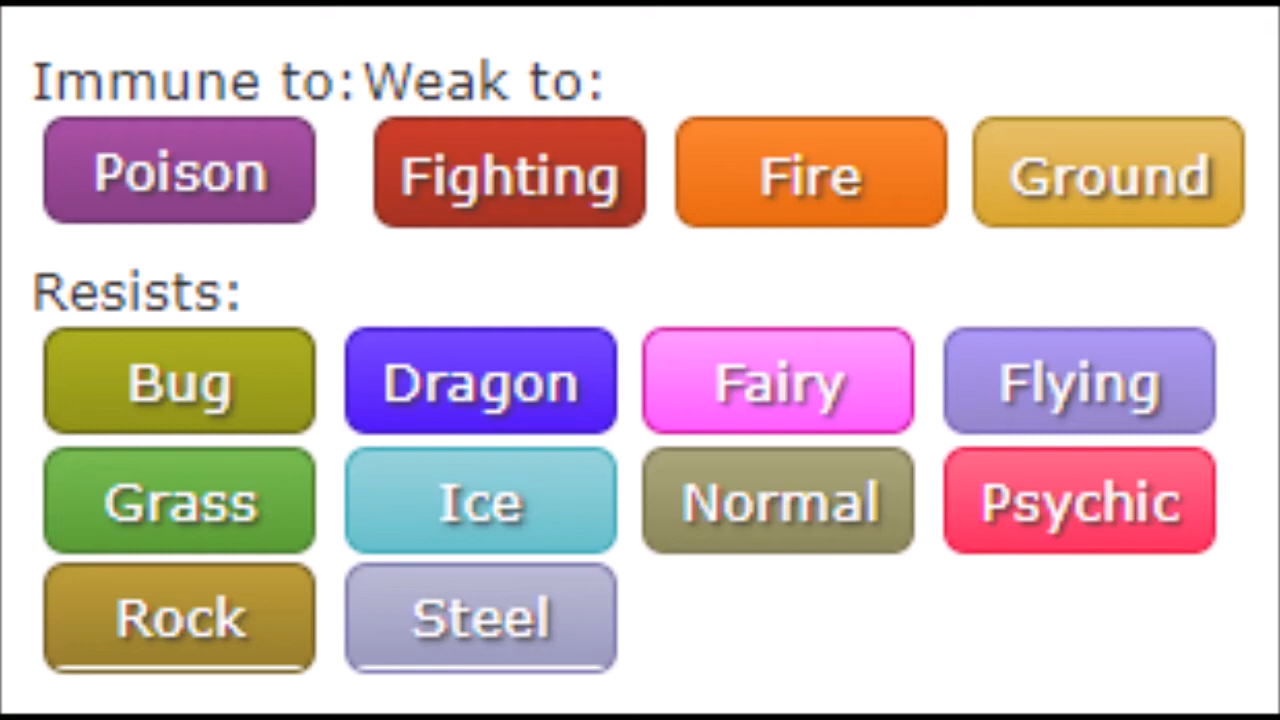 Immune to: Weak to:
Poison Fighting Fire Ground
Resists:
Bug Dragon Fairy Flying
Grass Ice Normal Psychic
Rock Steel